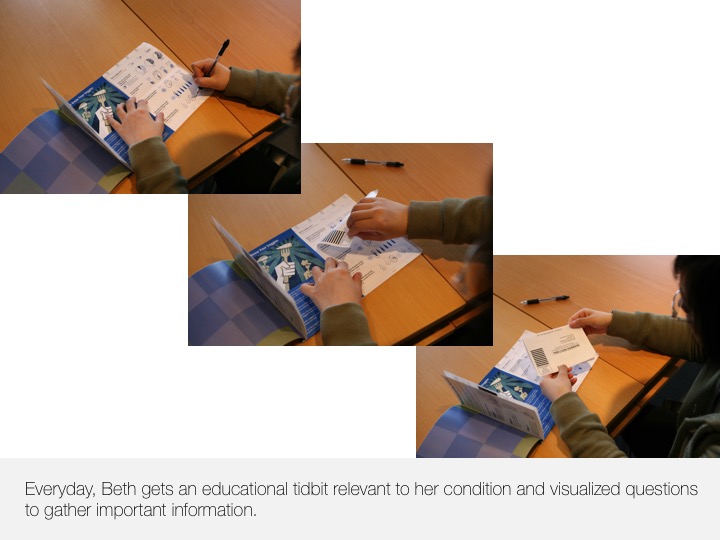 Everyday, Beth gets an educational tidbit relevant to her condition and visualized questions
to gather important information.